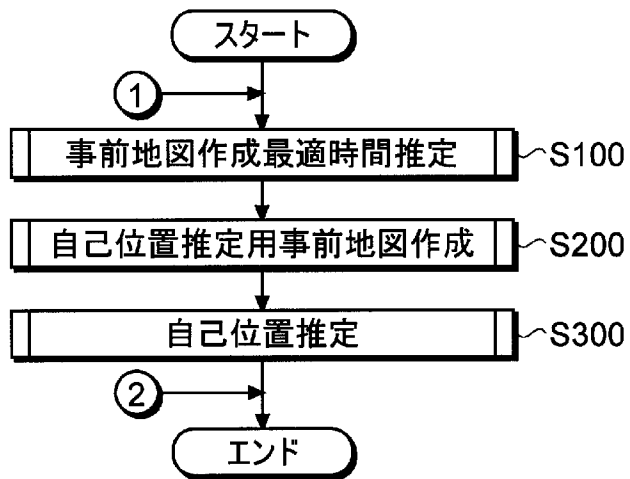 スタート
1
事前地図作成最適時間推定 S100
自己位置推定用事前地図作成 S200
自己位置推定 S300
2
エンド